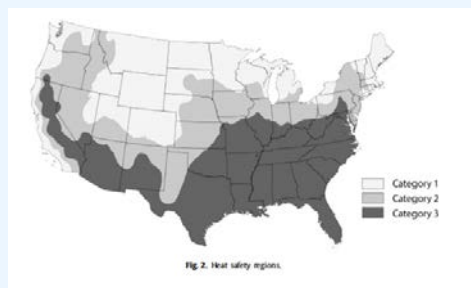 Category 1
Category 2
Category 3
Fig. 2. Heat safety regions.